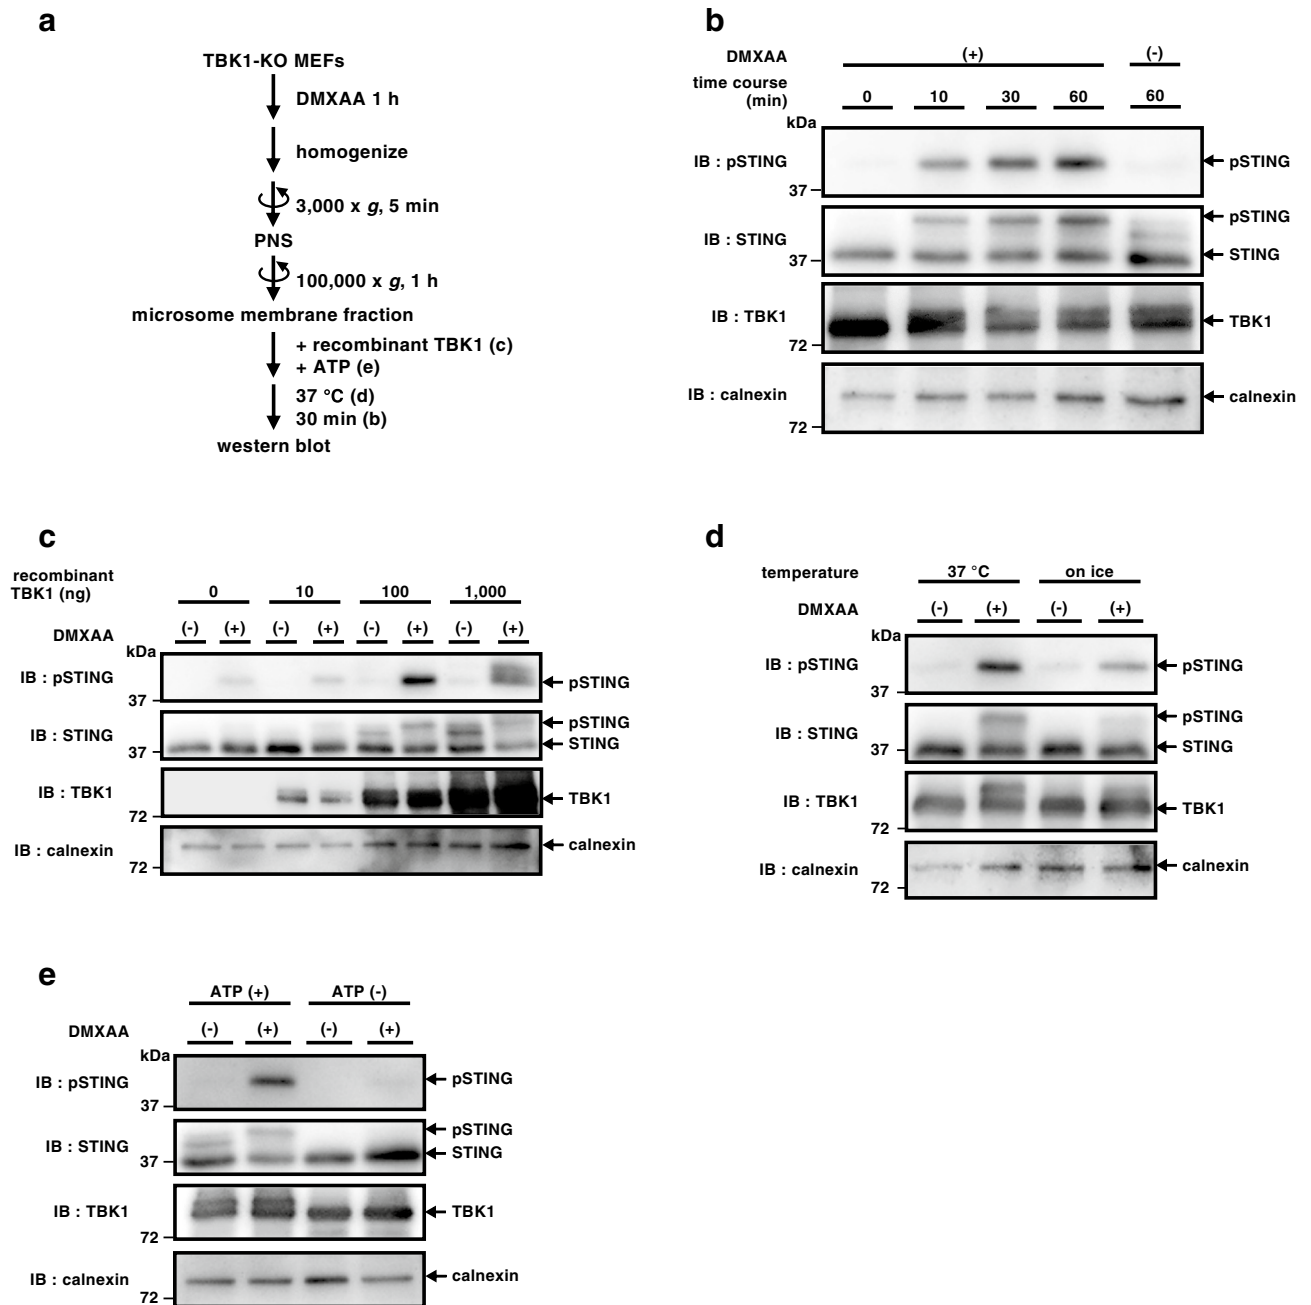 a
TBK1-KO MEFs
DMXAA 1 h
homogenize
3,000 x g, 5 min
PNS
100,000 x g, 1 h
microsome membrane fraction
+ recombinant TBK1 (c)
+ ATP (e)
37 °C (d)
30 min (b)
western blot
b
DMXAA (+) (-)
time course (min) 0 10 30 60 60
kDa
IB : pSTING pSTING
37
IB : STING pSTING
STING
37
IB : TBK1 TBK1
72
IB : calnexin calnexin
72
c
recombinant TBK1 (ng) 0 10 100 1,000
DMXAA (-) (+) (-) (+) (-) (+) (-) (+)
kDa
IB : pSTING pSTING
37
IB : STING pSTING
STING
37
IB : TBK1 TBK1
72
IB : calnexin calnexin
72
d
temperature 37 °C on ice
DMXAA (-) (+) (-) (+)
kDa
IB : pSTING pSTING
37
IB : STING pSTING
STING
37
IB : TBK1 TBK1
72
IB : calnexin calnexin
72
e
ATP (+) ATP (-)
DMXAA (-) (+) (-) (+)
kDa
IB : pSTING pSTING
37
IB : STING pSTING
STING
37
IB : TBK1 TBK1
72
IB : calnexin calnexin
72